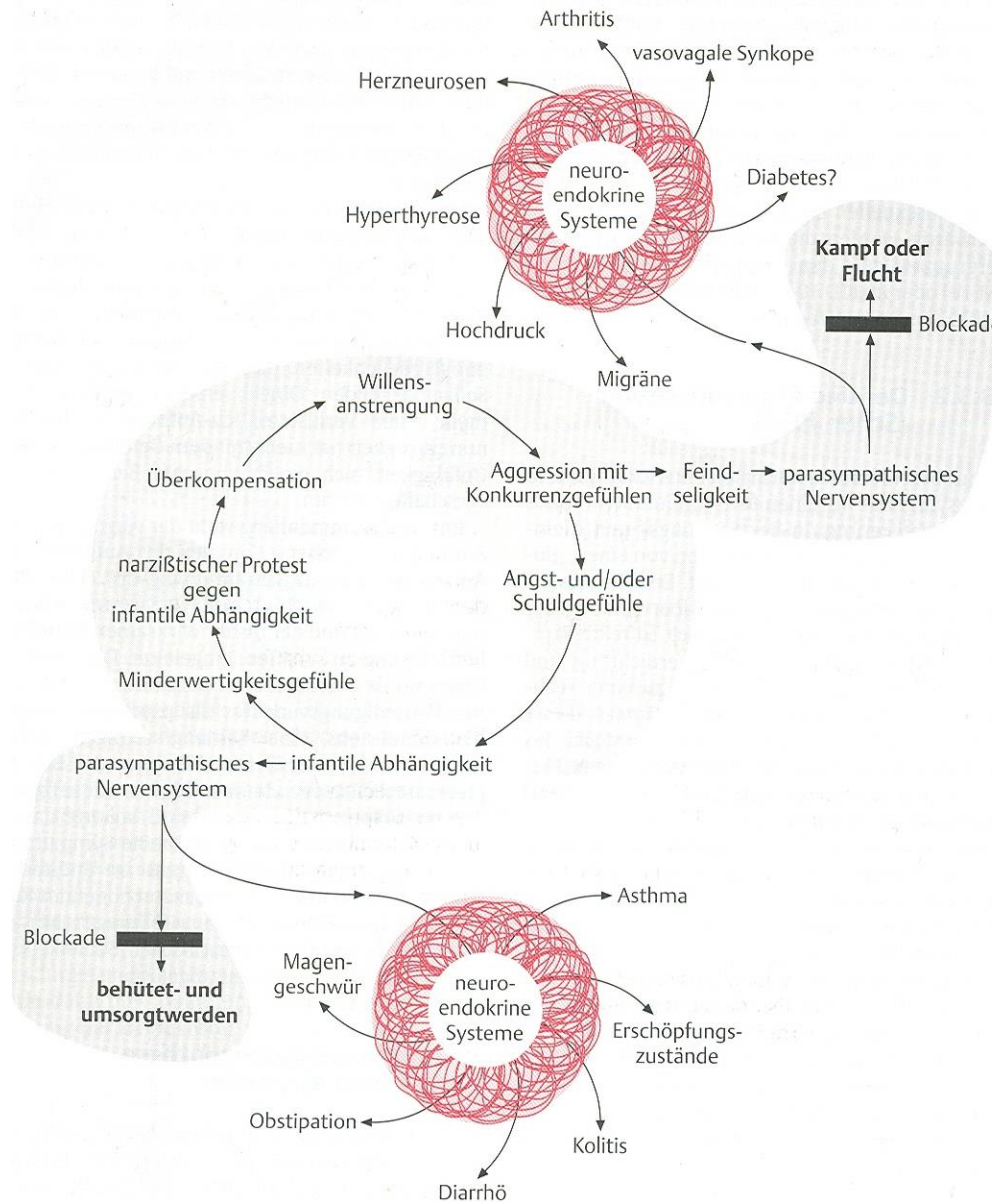 Arthritis
vasovagale Synkope
Herzneurosen
neuro-
endokrine
Systeme
Diabetes?
Hyperthyreose
Kampf oder
Flucht
Hochdruck
Blockad
Migräne
Willens-
anstrengung
Überkompensation
Aggression mit
Konkurrenzgefühlen
Feind-
seligkeit
parasympathisches
Nervensystem
narzißtischer Protest
gegen
infantile Abhängigkeit
Angst- und/oder
Schuldgefühle
Minderwertigkeitsgefühle
parasympathisches
Nervensystem
infantile Abhängigkeit
Asthma
Blockade
behütet- und
umsorgtwerden
Magen-
geschwür
neuro-
endokrine
Systeme
Erschöpfungs-
zustände
Obstipation
Kolitis
Diarrhö